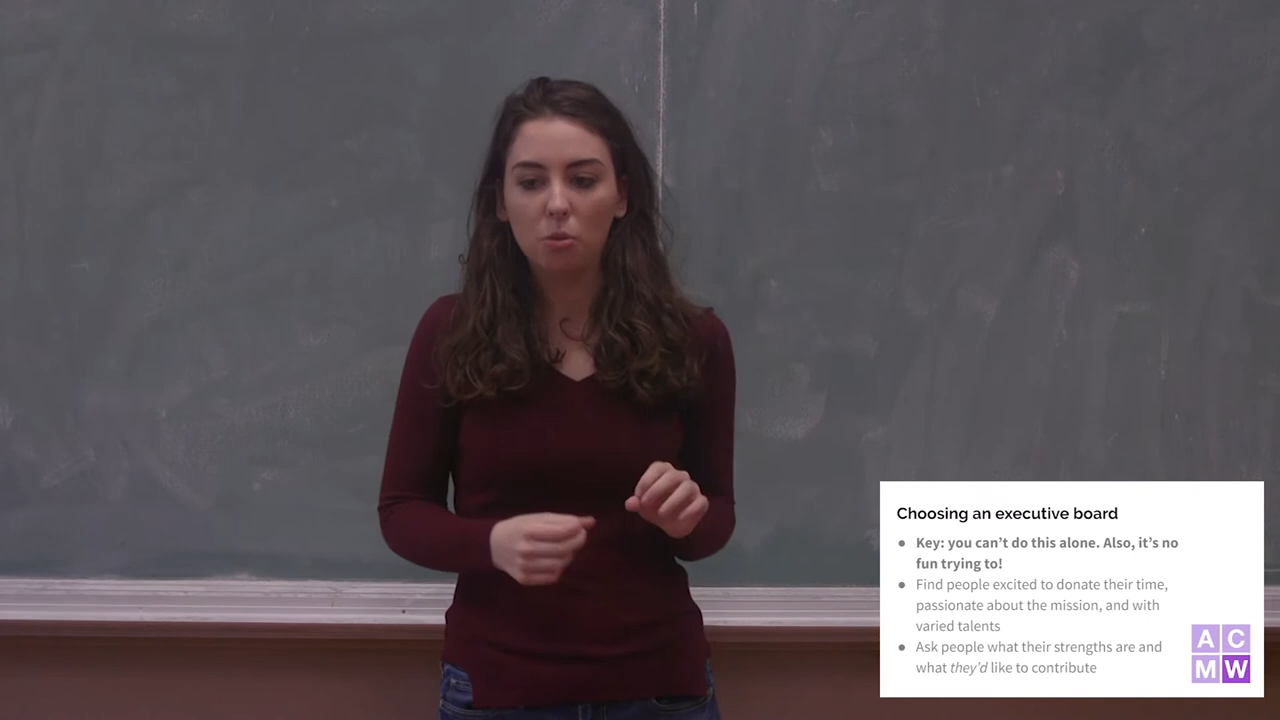 Choosing an executive board
● Key: you can’t do this alone. Also, it’s no
fun trying to!
● Find people excited to donate their time,
passionate about the mission, and with
varied talents
● Ask people what their strengths are and
what they’d like to contribute
A C
M W